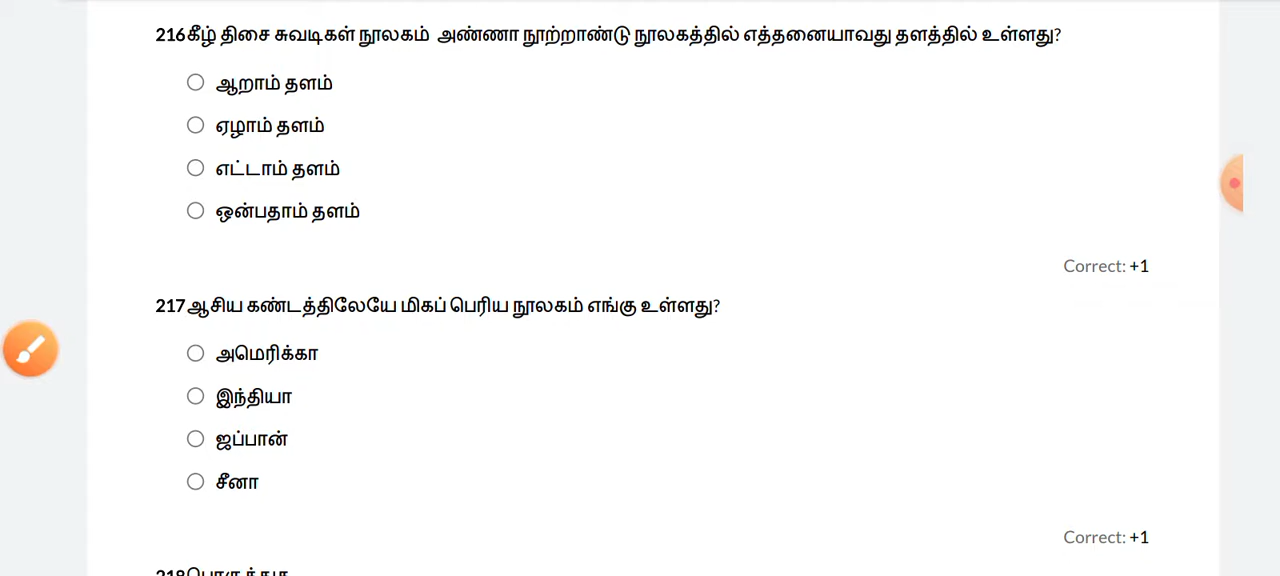 216கீழ் திசை சுவடிகள் நூலகம் அண்ணா நூற்றாண்டு நூலகத்தில் எத்தனையாவது தளத்தில் உள்ளது?
ஆறாம் தளம்
ஏழாம் தளம்
எட்டாம் தளம்
ஒன்பதாம் தளம்
Correct: +1
217ஆசிய கண்டத்திலேயே மிகப் பெரிய நூலகம் எங்கு உள்ளது?
அமெரிக்கா
இந்தியா
ஜப்பான்
சீனா
Correct: +1